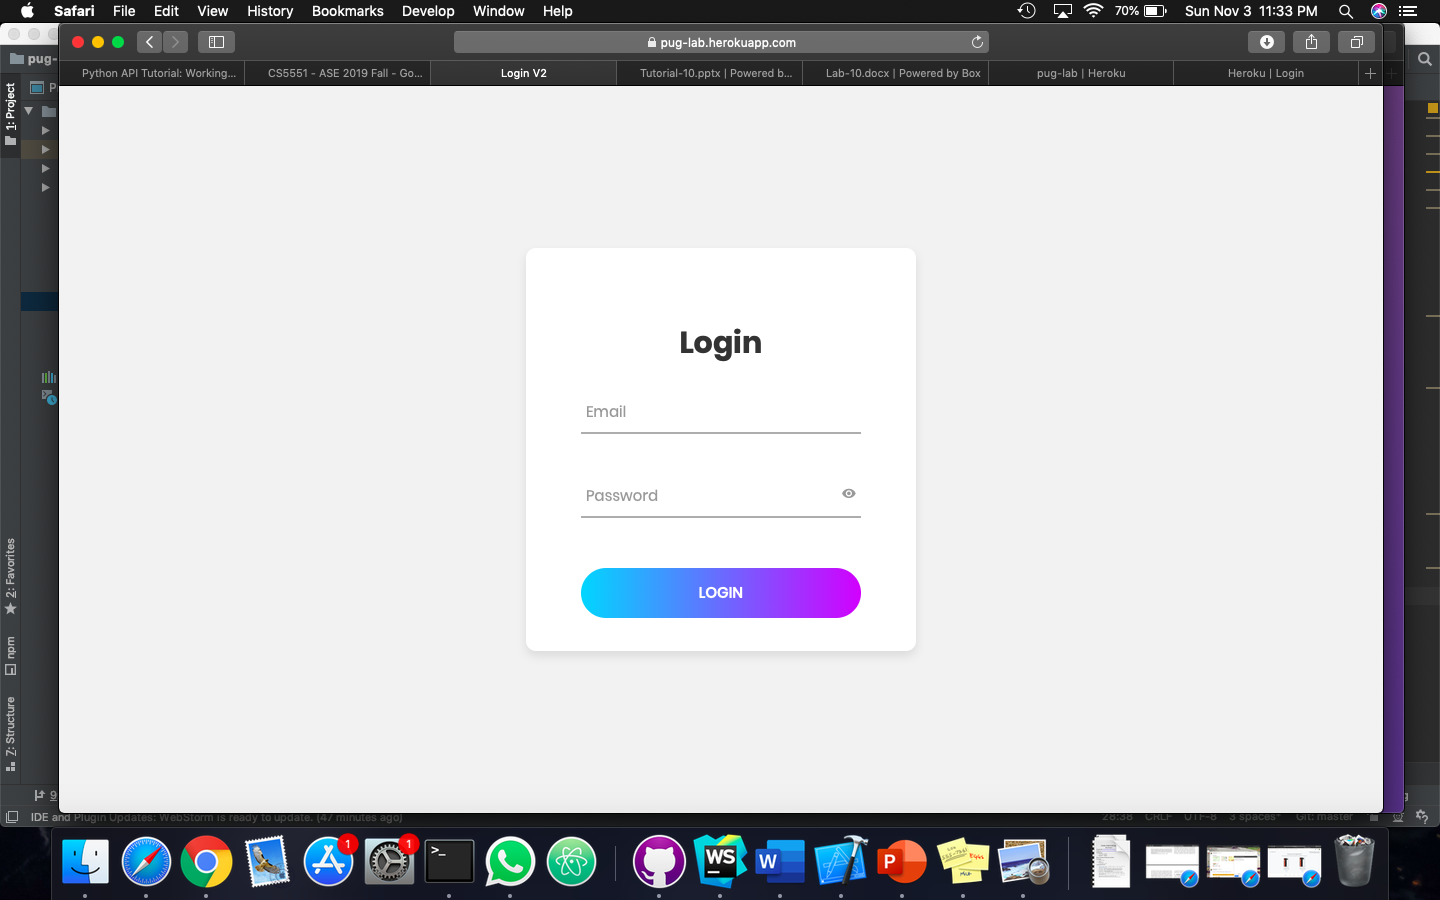 Safari File Edit View History Bookmarks Develop Window Help 70% Sun Nov 3 11:33 PM
pug-lab.herokuapp.com
pug-
Python API Tutorial: Working... CS5551 - ASE 2019 Fall - Go... Login V2 Tutorial-10.pptx | Powered b... Lab-10.docx | Powered by Box pug-lab | Heroku Heroku | Login
P
1: Project
Login
Email
Password
LOGIN
2: Favorites
npm
Z: Structure
9
IDE and Plugin Updates: WebStorm is ready to update. (47 minutes ago) 28:38 CRLF UTF-8 3 spaces* Git: master
1
1
>_
WS
W
P